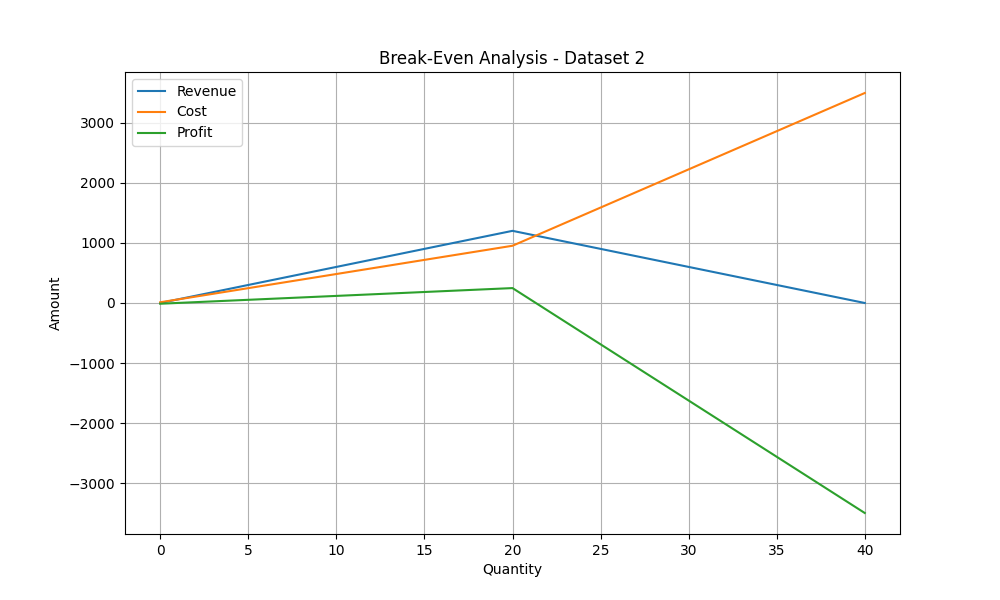 Break-Even Analysis - Dataset 2
Revenue
Cost
Profit
3000
2000
1000
0
−1000
−2000
−3000
Amount
0 5 10 15 20 25 30 35 40
Quantity